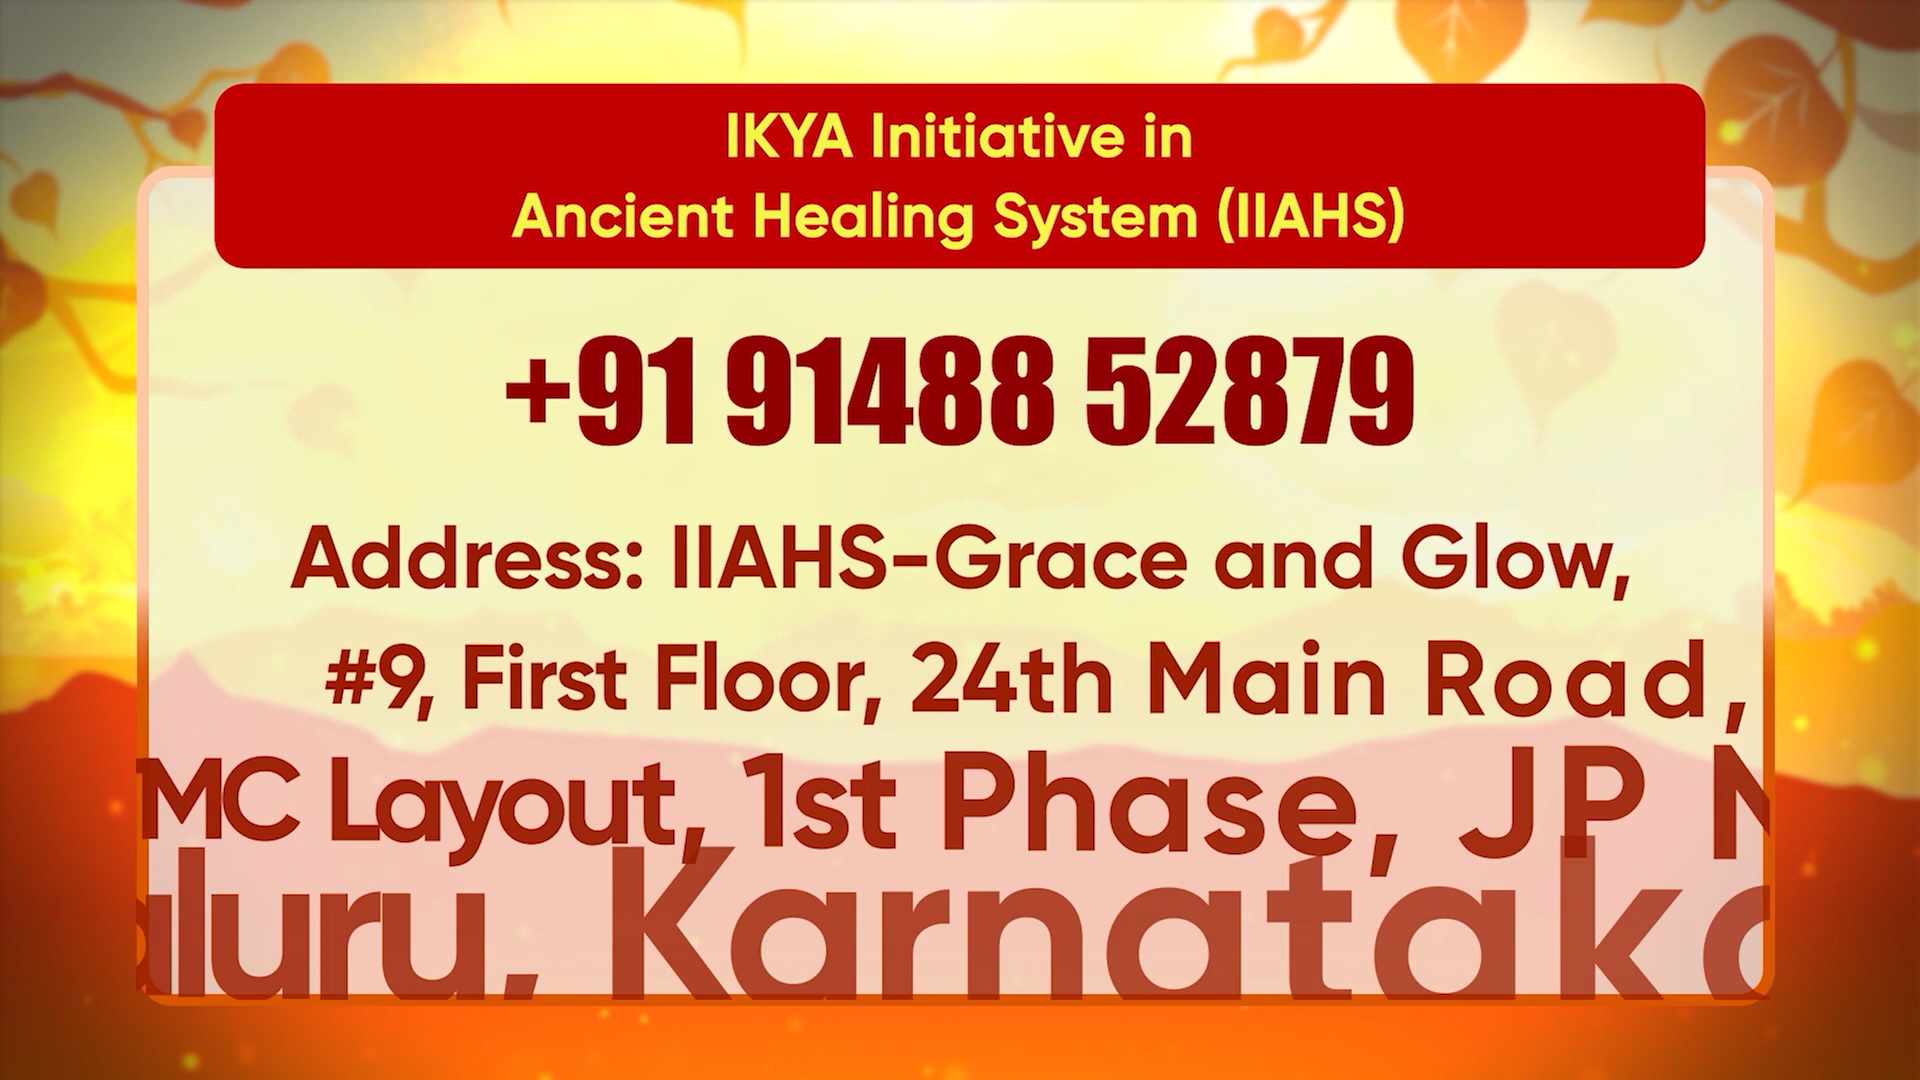 IKYA Initiative in
Ancient Healing System (IIAHS)
+91 91488 52879
Address: IIAHS-Grace and Glow,
#9, First Floor, 24th Main Road,
Layout, 1st Phase, JP
Karnataka